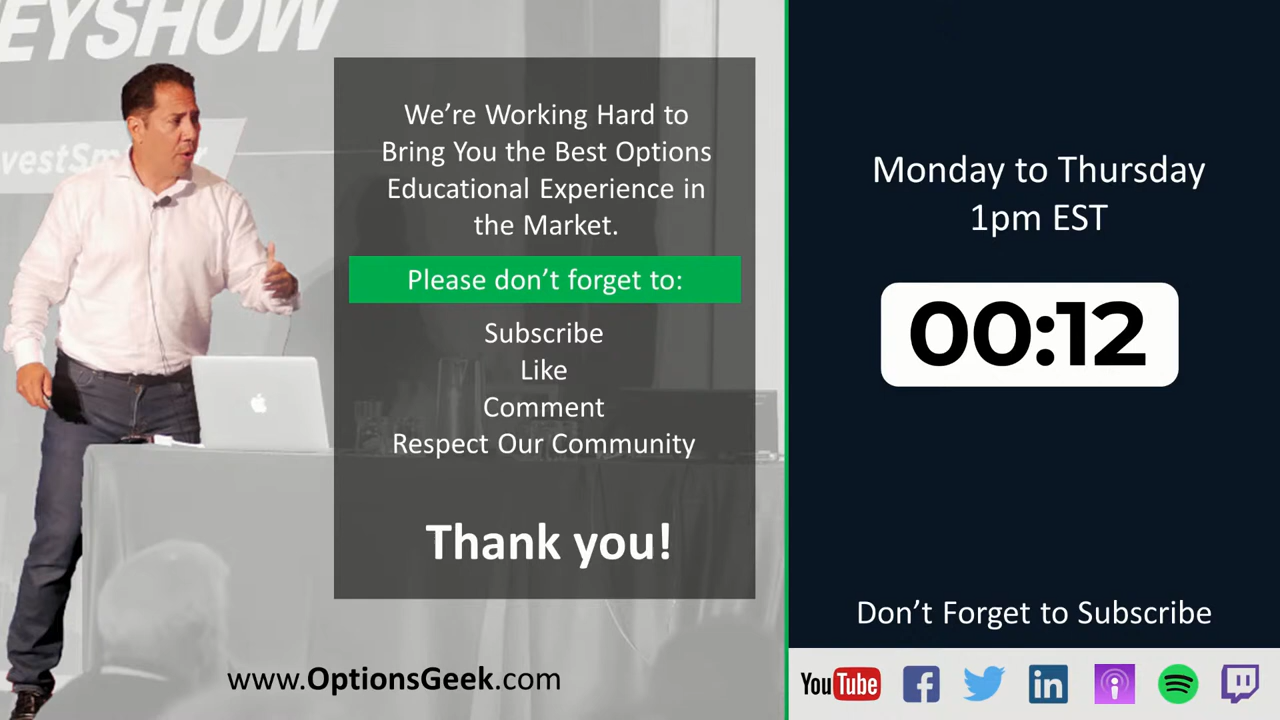 EYSHOW
We’re Working Hard to
Bring You the Best Options
Educational Experience in
the Market.
Please don’t forget to:
Subscribe
Like
Comment
Respect Our Community
Thank you!
www.OptionsGeek.com
Monday to Thursday
1pm EST
00:12
Don’t Forget to Subscribe
YouTube